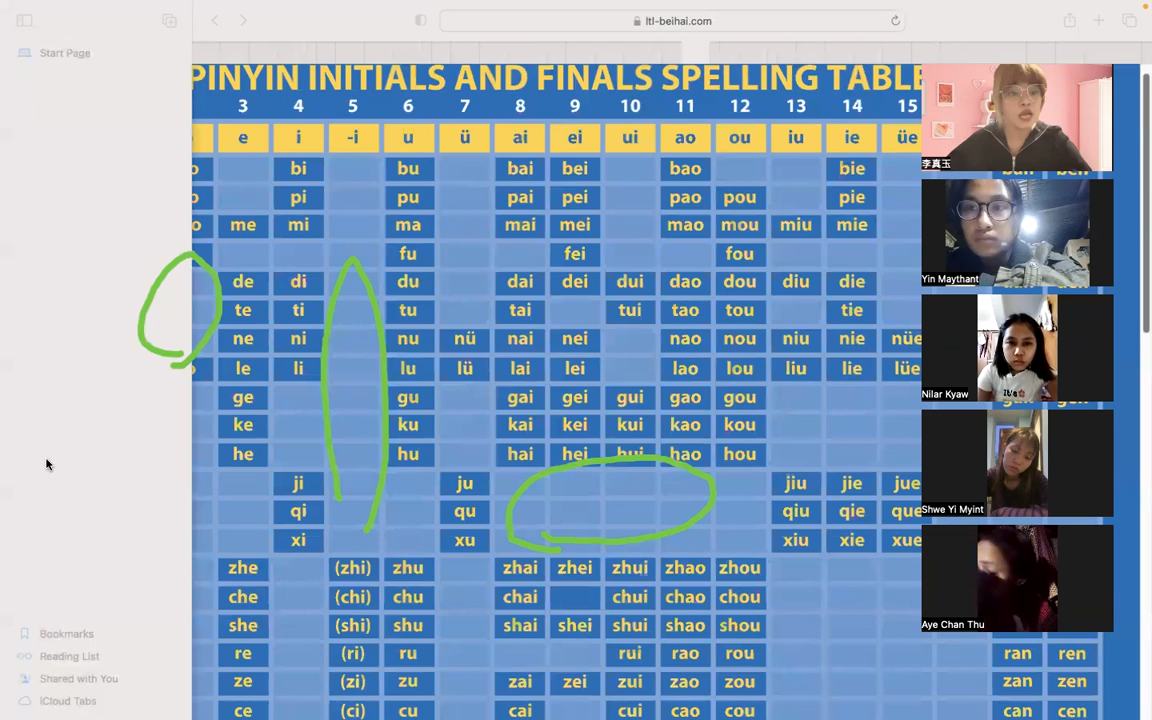 Start Page
ltl-beihai.com
PINYIN INITIALS AND FINALS SPELLING TABLE
3 4 5 6 7 8 9 10 11 12 13 14 15
e i -i u ü ai ei ui ao ou iu ie üe
bi bu bai bei bao bie
pi pu pai pei pao pou pie
me mi ma mai mei mao mou miu mie
fu fei fou
de di du dai dei dui dao dou diu die
te ti tu tai tui tao tou tie
ne ni nu nü nai nei nao nou niu nie nüe
le li lu lü lai lei lao lou liu lie lüe
ge gu gai gei gui gao gou
ke ku kai kei kui kao kou
he hu hai hei hui hao hou
ji ju jiu jie jue
qi qu qiu qie que
xi xu xiu xie xue
zhe (zhi) zhu zhai zhei zhui zhao zhou
che (chi) chu chai chui chao chou
she (shi) shu shai shei shui shao shou
re (ri) ru rui rao rou ran ren
ze (zi) zu zai zei zui zao zou zan zen
ce (ci) cu cai cui cao cou can cen
李真玉
Yin Maythant
Nilar Kyaw
Shwe Yi Myint
Aye Chan Thu
Bookmarks
Reading List
Shared with You
iCloud Tabs